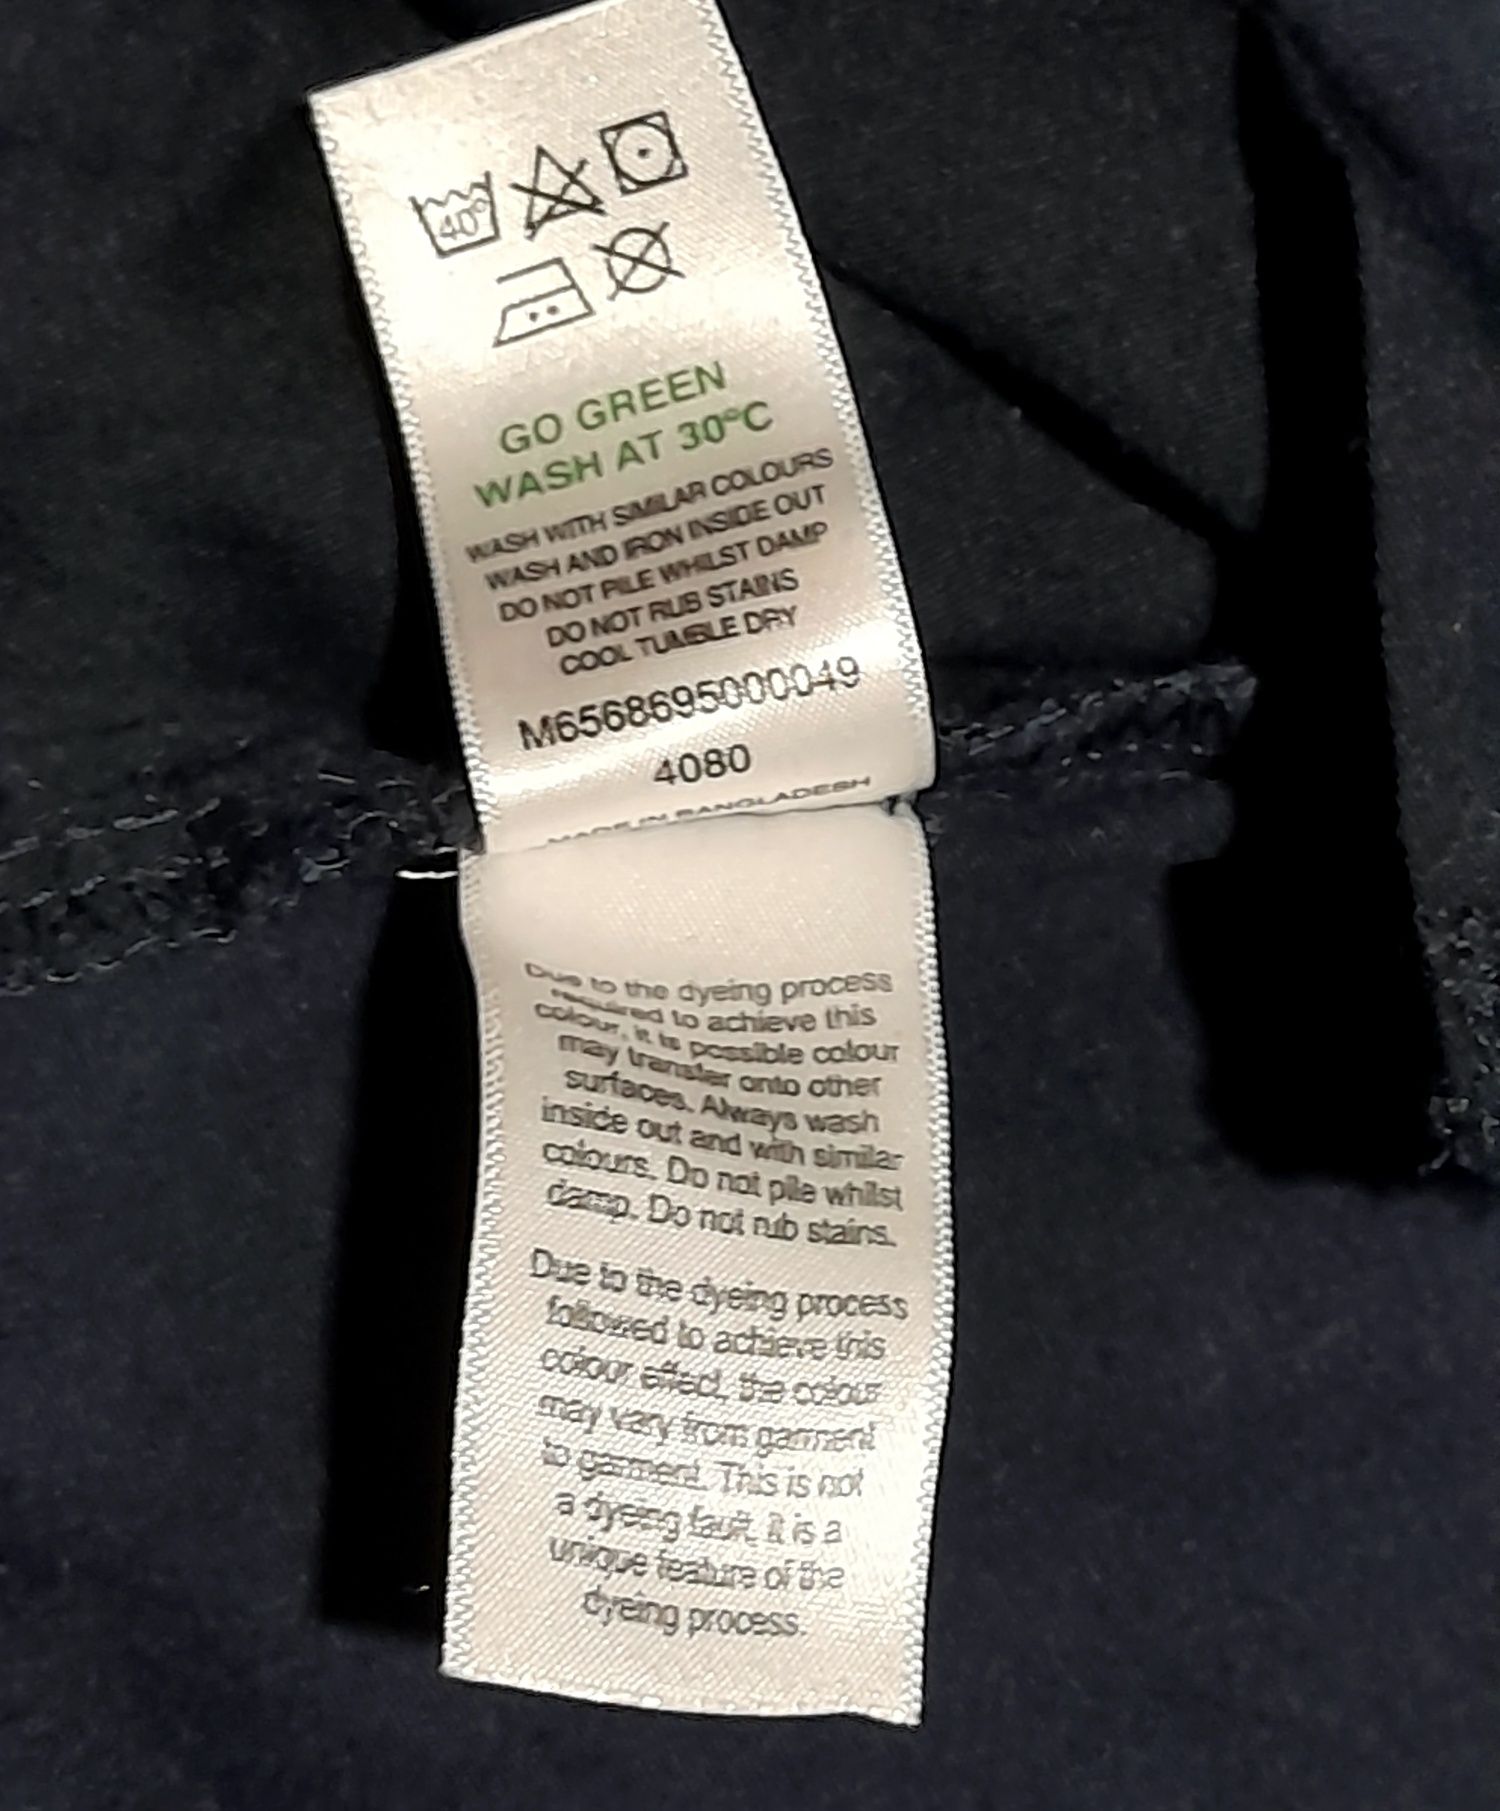 40°
GO GREEN
WASH AT 30°C
WASH WITH SIMILAR COLOURS
WASH AND IRON INSIDE OUT
DO NOT PILE WHILST DAMP
DO NOT RUB STAINS
COOL TUMBLE DRY
M6568695000049
4080
MADE IN BANGLADESH
Due to the dyeing process
required to achieve this
colour, it is possible colour
may transfer onto other
surfaces. Always wash
inside out and with similar
colours. Do not pile whilst
damp. Do not rub stains.
Due to the dyeing process
followed to achieve this
colour effect, the colour
may vary from garment
to garment. This is not
a dyeing fault. It is a
unique feature of the
dyeing process.